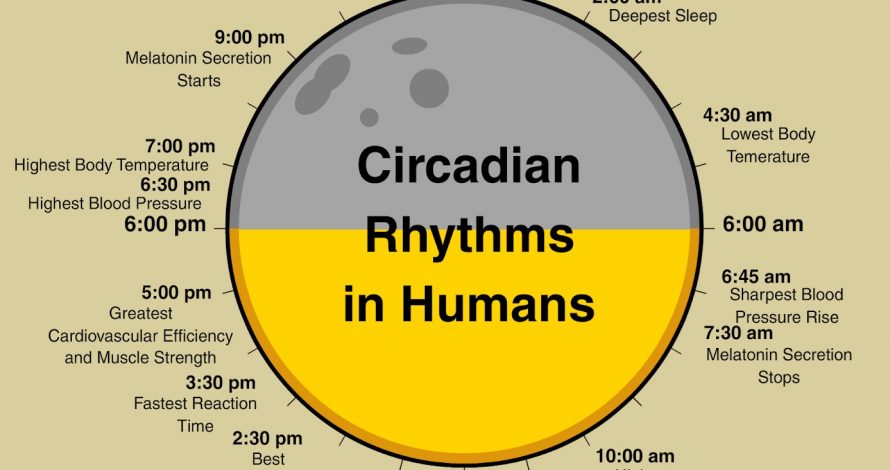 Circadian
Rhythms
in Humans
Deepest Sleep
4:30 am
Lowest Body
Temerature
6:00 am
6:45 am
Sharpest Blood
Pressure Rise
7:30 am
Melatonin Secretion
Stops
10:00 am
2:30 pm
Best
3:30 pm
Fastest Reaction
Time
5:00 pm
Greatest
Cardiovascular Efficiency
and Muscle Strength
6:00 pm
6:30 pm
Highest Blood Pressure
7:00 pm
Highest Body Temperature
9:00 pm
Melatonin Secretion
Starts